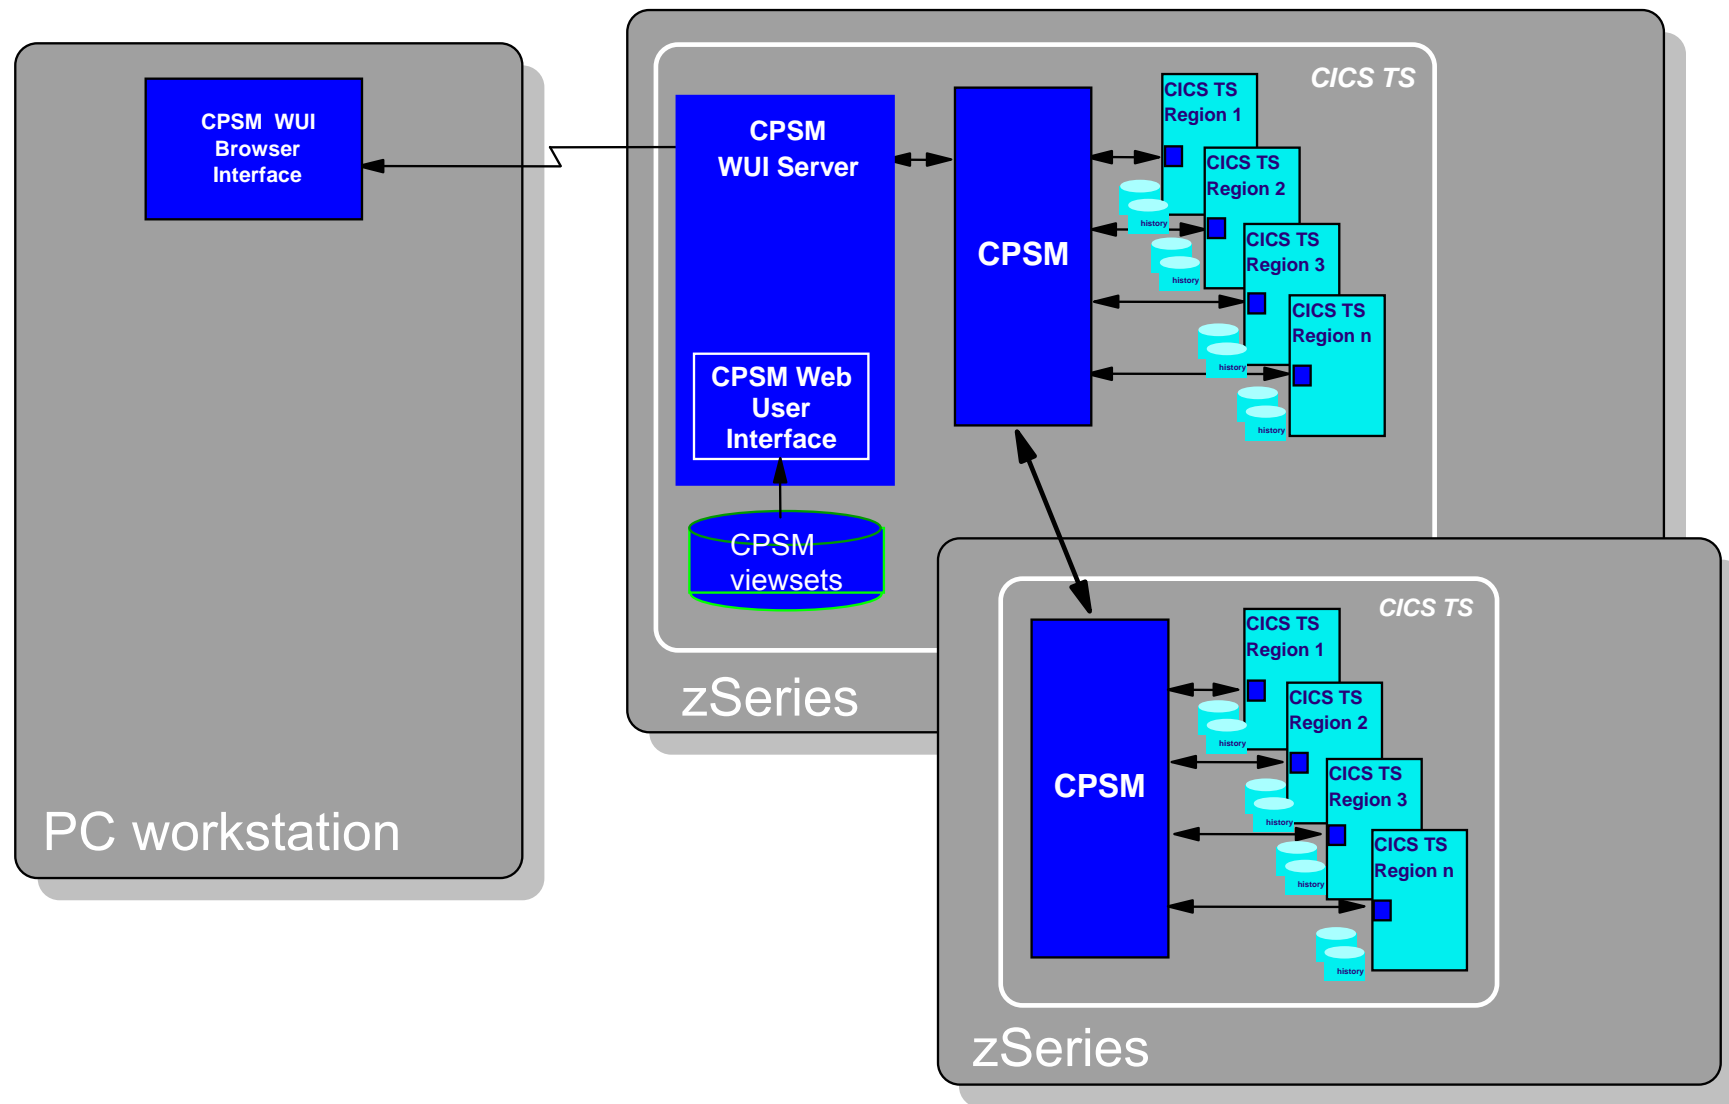 CPSM WUI
Browser
Interface
PC workstation
CICS TS
CPSM
WUI Server
CPSM Web
User
Interface
CPSM
viewsets
CPSM
CICS TS
Region 1
history
CICS TS
Region 2
history
CICS TS
Region 3
history
CICS TS
Region n
history
zSeries
CICS TS
CPSM
CICS TS
Region 1
history
CICS TS
Region 2
history
CICS TS
Region 3
history
CICS TS
Region n
history
zSeries